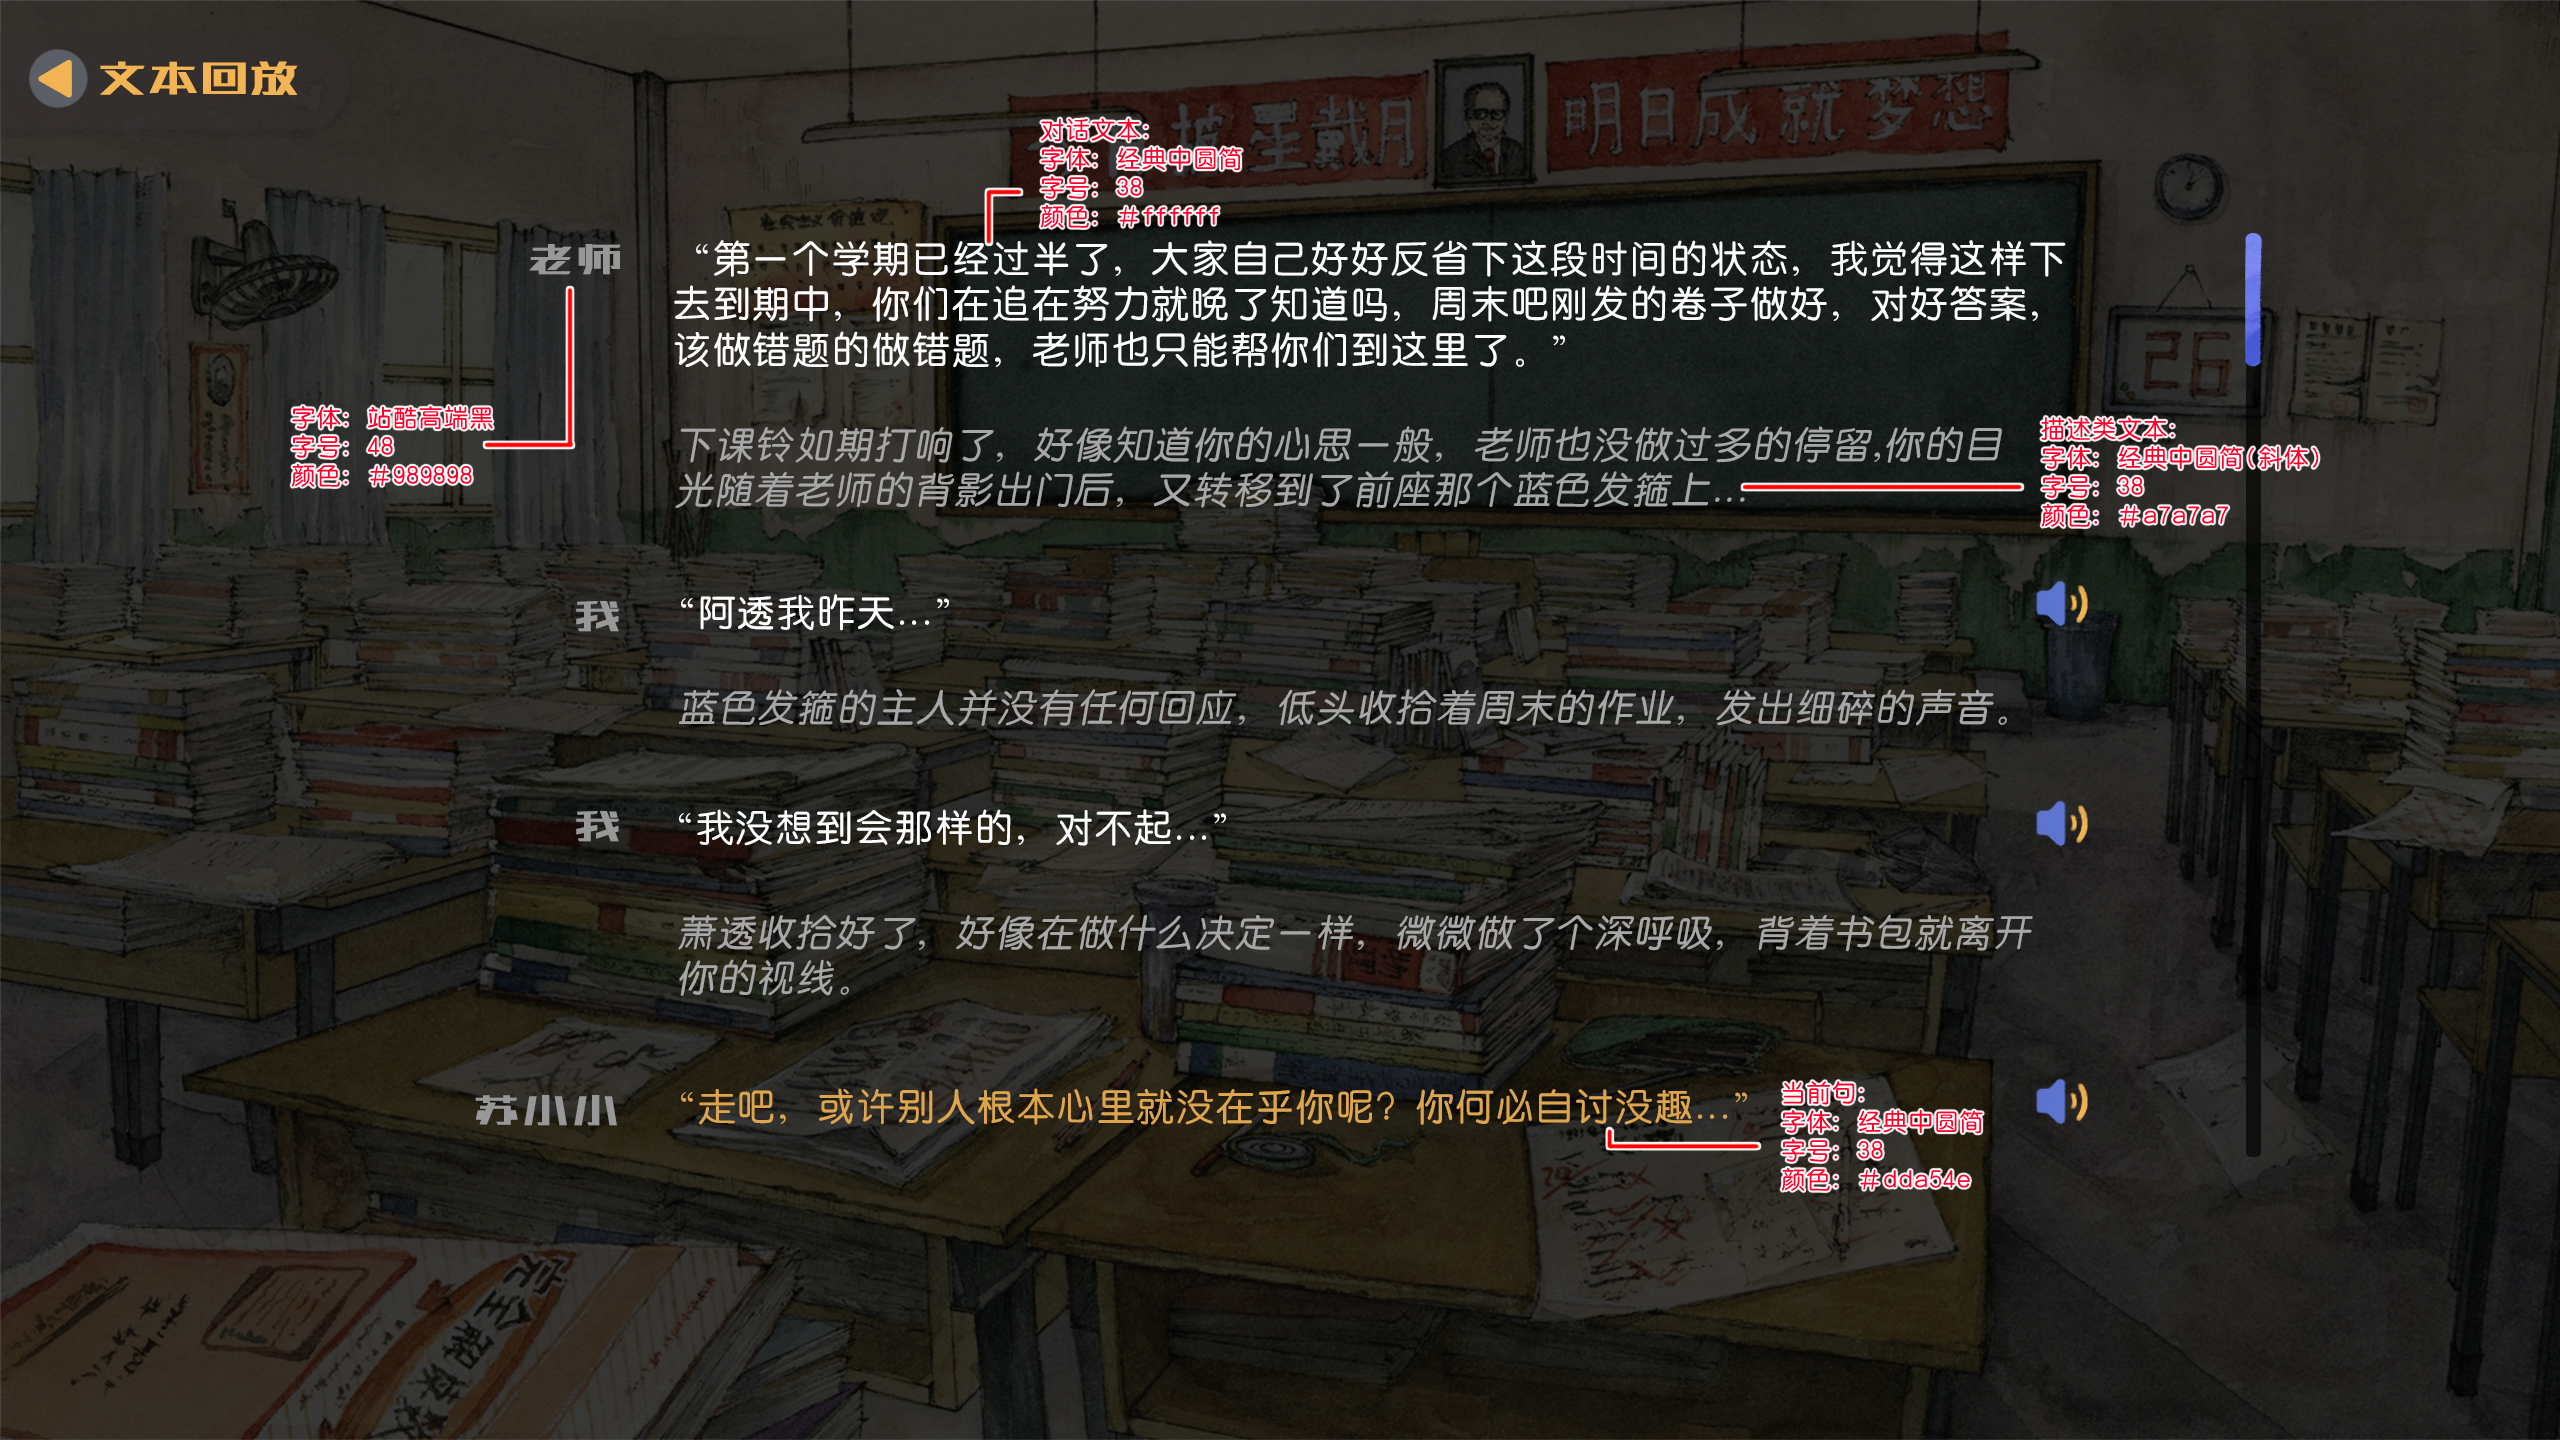 文本回放
披星戴月
明日成就梦想
对话文本:
字体: 经典中圆简
字号: 38
颜色: #ffffff
老师
“第一个学期已经过半了，大家自己好好反省下这段时间的状态，我觉得这样下
去到期中，你们在追在努力就晚了知道吗，周末吧刚发的卷子做好，对好答案，
该做错题的做错题，老师也只能帮你们到这里了。”
26
字体: 站酷高端黑
字号: 48
颜色: #989898
下课铃如期打响了，好像知道你的心思一般，老师也没做过多的停留,你的目
光随着老师的背影出门后，又转移到了前座那个蓝色发箍上...
描述类文本:
字体: 经典中圆简(斜体)
字号: 38
颜色: #a7a7a7
我
“阿透我昨天...”
蓝色发箍的主人并没有任何回应，低头收拾着周末的作业，发出细碎的声音。
我
“我没想到会那样的，对不起...”
萧透收拾好了，好像在做什么决定一样，微微做了个深呼吸，背着书包就离开
你的视线。
苏小小
“走吧，或许别人根本心里就没在乎你呢？你何必自讨没趣...”
当前句:
字体: 经典中圆简
字号: 38
颜色: #dda54e